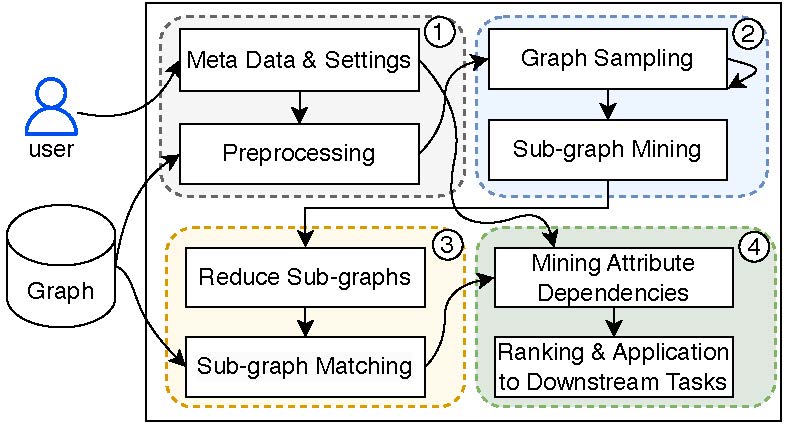 1
Meta Data & Settings
Preprocessing
2
Graph Sampling
Sub-graph Mining
user
Graph
3
Reduce Sub-graphs
Sub-graph Matching
4
Mining Attribute
Dependencies
Ranking & Application
to Downstream Tasks